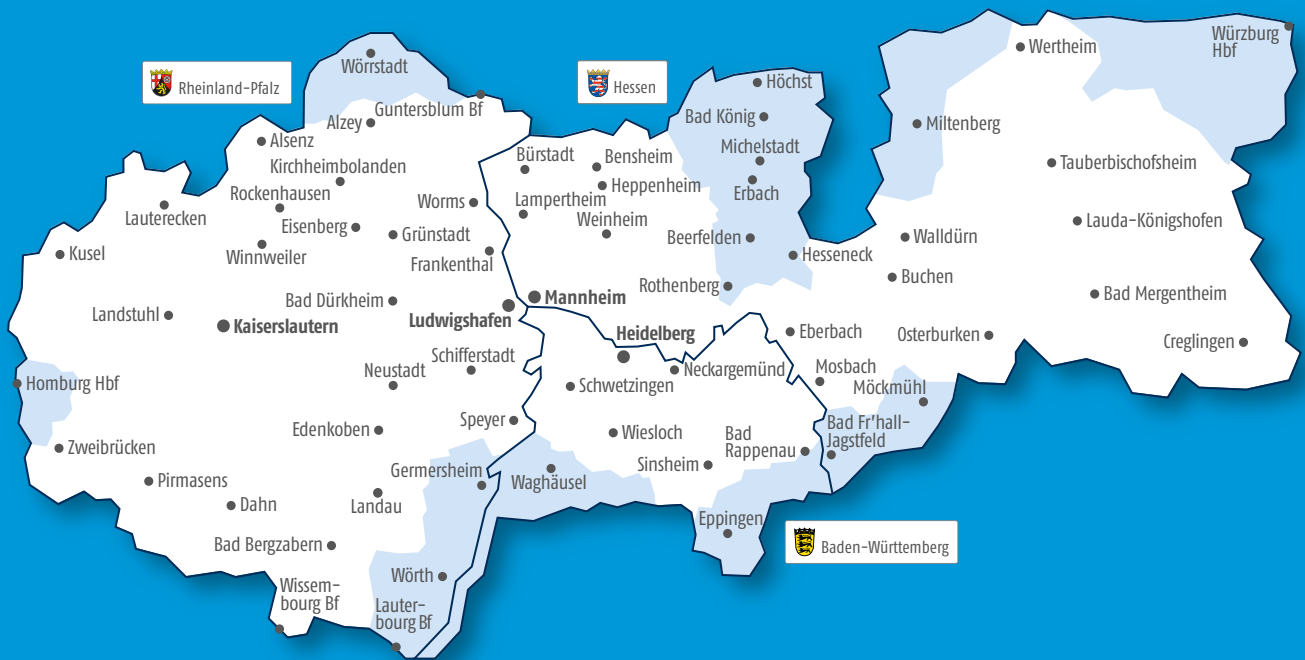 Wörrstadt
Rheinland-Pfalz
Guntersblum Bf
Alzey
Alsenz
Kirchheimbolanden
Rockenhausen
Lauterecken
Eisenberg
Worms
Grünstadt
Kusel
Winnweiler
Frankenthal
Bad Dürkheim
Landstuhl
Kaiserslautern
Ludwigshafen
Schifferstadt
Neustadt
Homburg Hbf
Speyer
Edenkoben
Zweibrücken
Germersheim
Pirmasens
Dahn
Landau
Bad Bergzabern
Wörth
Wissem-
bourg Bf
Lauter-
bourg Bf
Hessen
Höchst
Bad König
Michelstadt
Erbach
Bürstadt
Bensheim
Heppenheim
Lampertheim
Weinheim
Beerfelden
Hesseneck
Rothenberg
Mannheim
Heidelberg
Neckargemünd
Schwetzingen
Wiesloch
Bad
Rappenau
Sinsheim
Waghäusel
Eppingen
Baden-Württemberg
Würzburg
Hbf
Wertheim
Miltenberg
Tauberbischofsheim
Lauda-Königshofen
Walldürn
Buchen
Bad Mergentheim
Eberbach
Osterburken
Creglingen
Mosbach
Möckmühl
Bad Fr'hall-
Jagstfeld